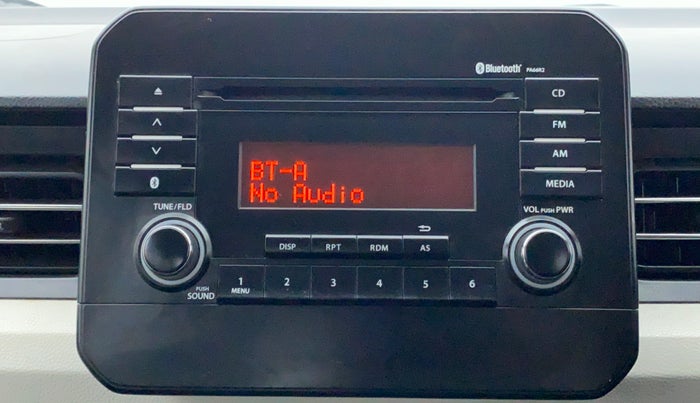 Bluetooth PA66R2
CD
FM
AM
MEDIA
BT-A
No Audio
TUNE/FLD
VOL PUSH PWR
DISP RPT RDM AS
PUSH
SOUND
1 2 3 4 5 6
MENU